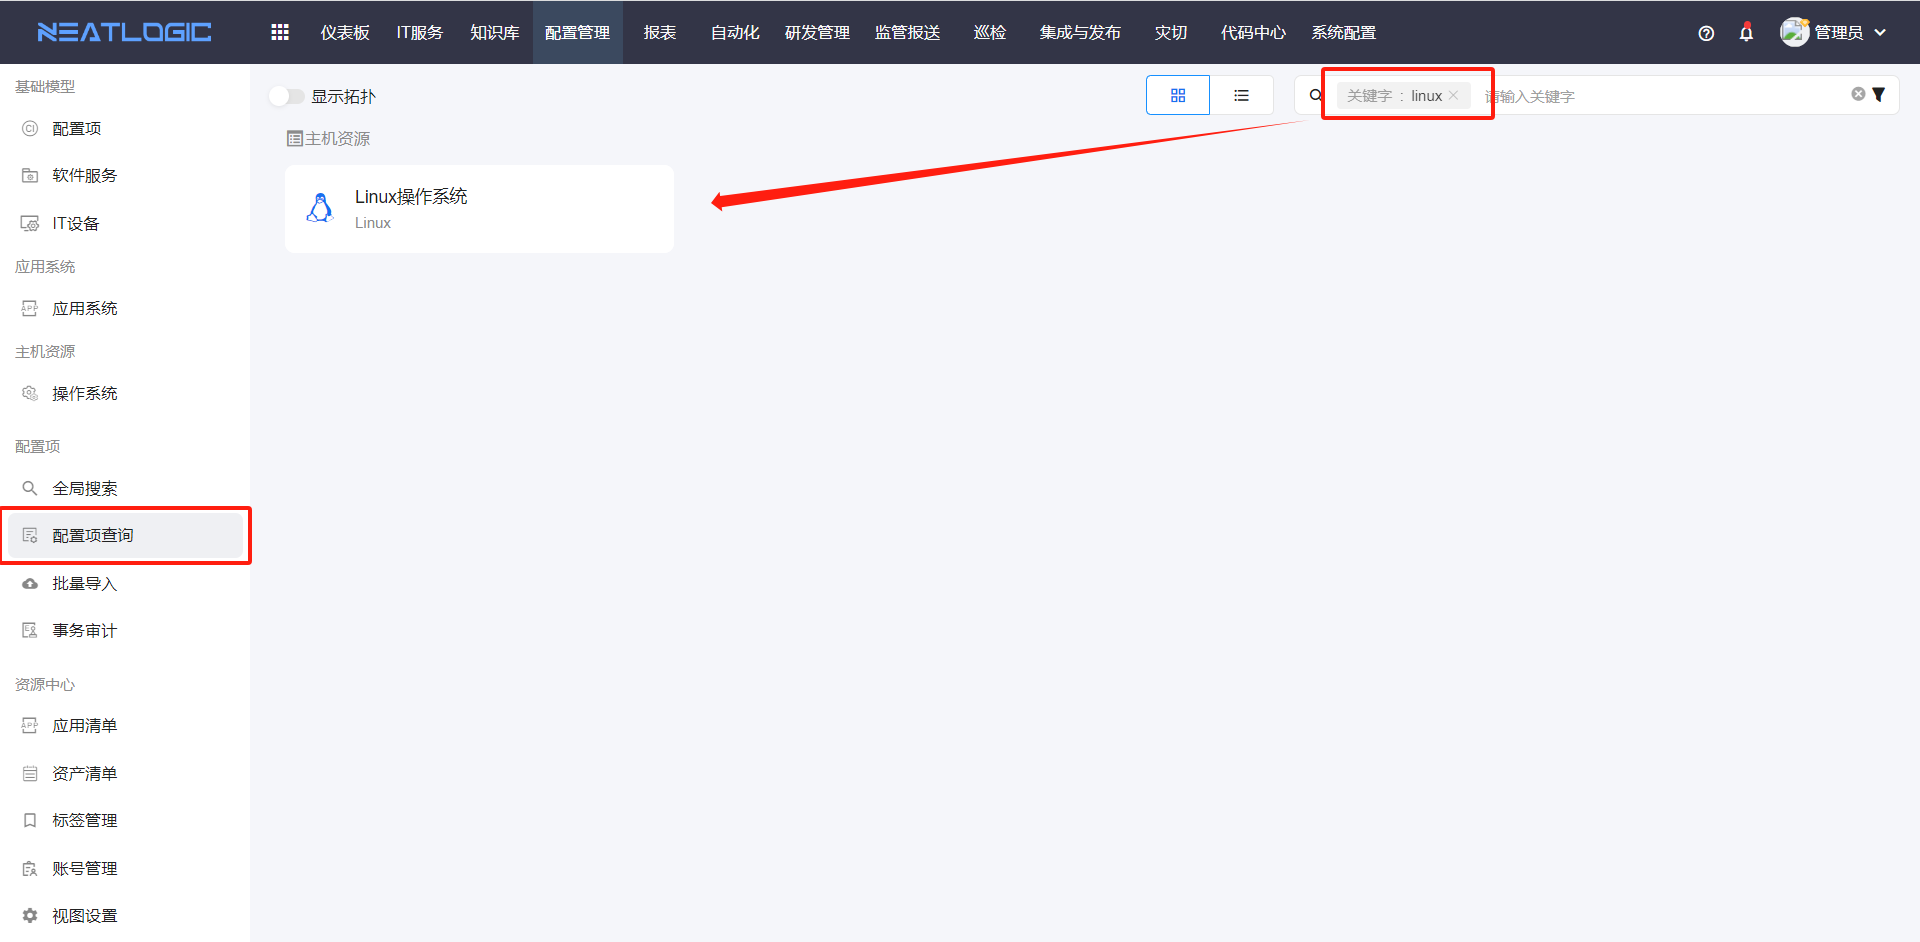 NEATLOGIC
仪表板 IT服务 知识库 配置管理 报表 自动化 研发管理 监管报送 巡检 集成与发布 灾切 代码中心 系统配置 管理员
基础模型
配置项
软件服务
IT设备
应用系统
应用系统
主机资源
操作系统
配置项
全局搜索
配置项查询
批量导入
事务审计
资源中心
应用清单
资产清单
标签管理
账号管理
视图设置
显示拓扑
关键字 : linux 请输入关键字
主机资源
Linux操作系统
Linux